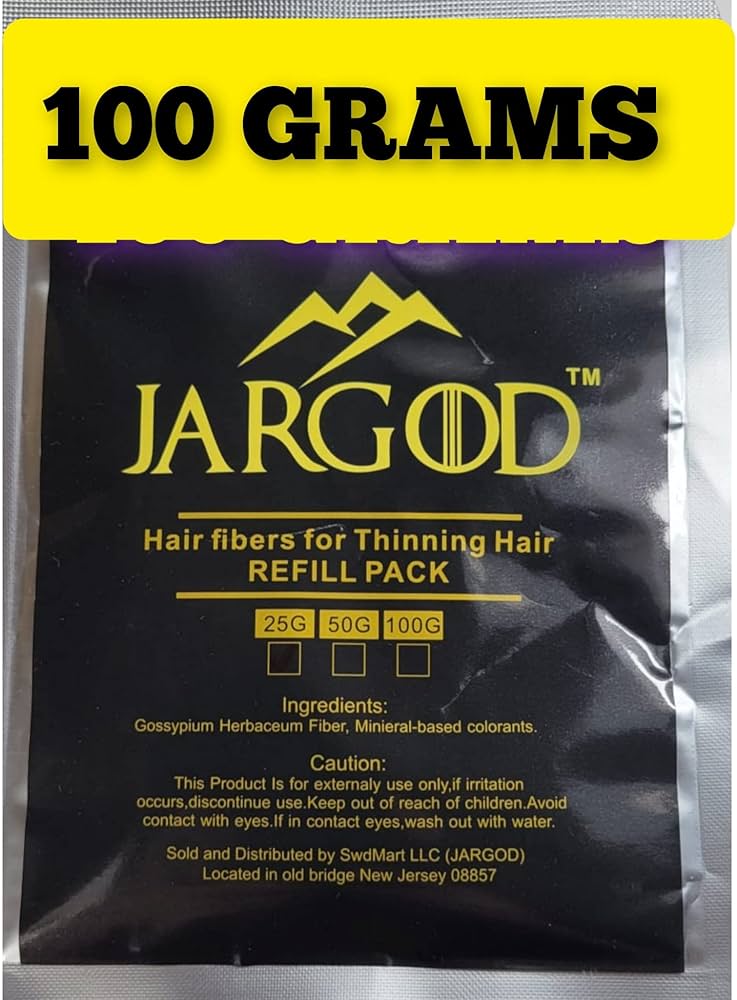 100 GRAMS
JARGOD™
Hair fibers for Thinning Hair
REFILL PACK
25G 50G 100G
Ingredients:
Gossypium Herbaceum Fiber, Minieral-based colorants.
Caution:
This Product Is for externaly use only,if irritation
occurs,discontinue use.Keep out of reach of children.Avoid
contact with eyes.If in contact eyes,wash out with water.
Sold and Distributed by SwdMart LLC (JARGOD)
Located in old bridge New Jersey 08857